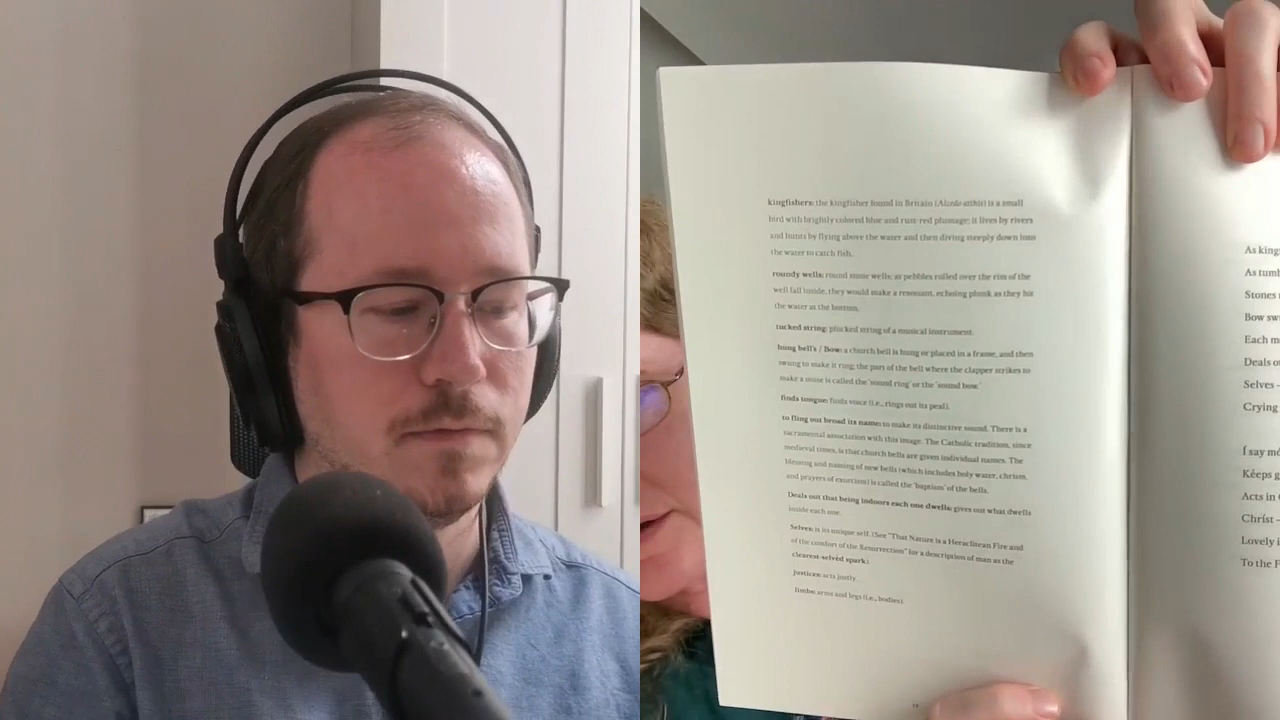 kingfishers: the kingfisher found in Britain (Alcedo atthis) is a small
bird with brightly colored blue and rust-red plumage; it lives by rivers
and hunts by flying above the water and then diving steeply down into
the water to catch fish.
roundy wells: round stone wells; as pebbles rolled over the rim of the
well fall inside, they would make a resonant, echoing plonk as they hit
the water at the bottom.
tucked string: plucked string of a musical instrument.
hung bell's / Bow: a church bell is hung or placed in a frame, and then
swung to make it ring; the part of the bell where the clapper strikes to
make a noise is called the 'sound ring' or the 'sound bow.'
finds tongue: finds voice (i.e., rings out its peal).
to fling out broad its name: to make its distinctive sound. There is a
sacramental association with this image. The Catholic tradition, since
medieval times, is that church bells are given individual names. The
blessing and naming of new bells (which includes holy water, chrism,
and prayers of exorcism) is called the 'baptism' of the bells.
Deals out that being indoors each one dwells: gives out what dwells
inside each one.
Selves: is its unique self. (See "That Nature is a Heraclitean Fire and
of the comfort of the Resurrection" for a description of man as the
clearest-selvèd spark).
justices: acts justly
limbs: arms and legs (i.e., bodies).
As king
As tumb
Stones
Bow sw
Each m
Deals o
Selves –
Crying
Í say mó
Kéeps g
Acts in
Chríst –
Lovely i
To the F